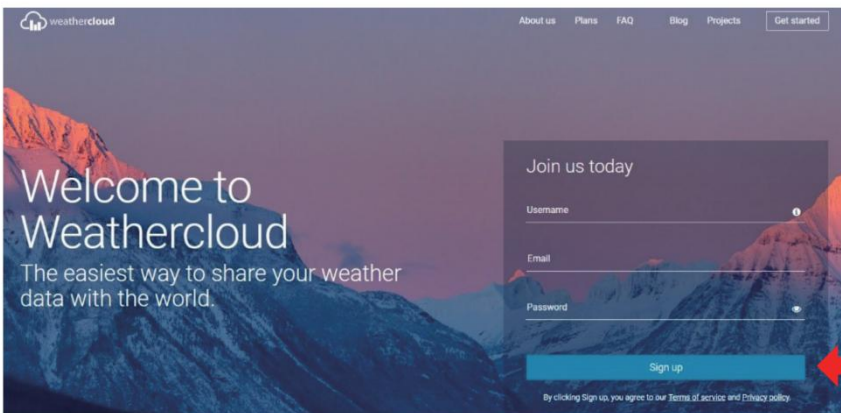 weathercloud
About us Plans FAQ Blog Projects Get started
Welcome to
Weathercloud
The easiest way to share your weather
data with the world.
Join us today
Username
Email
Password
Sign up
By clicking Sign up, you agree to our Terms of service and Privacy policy.